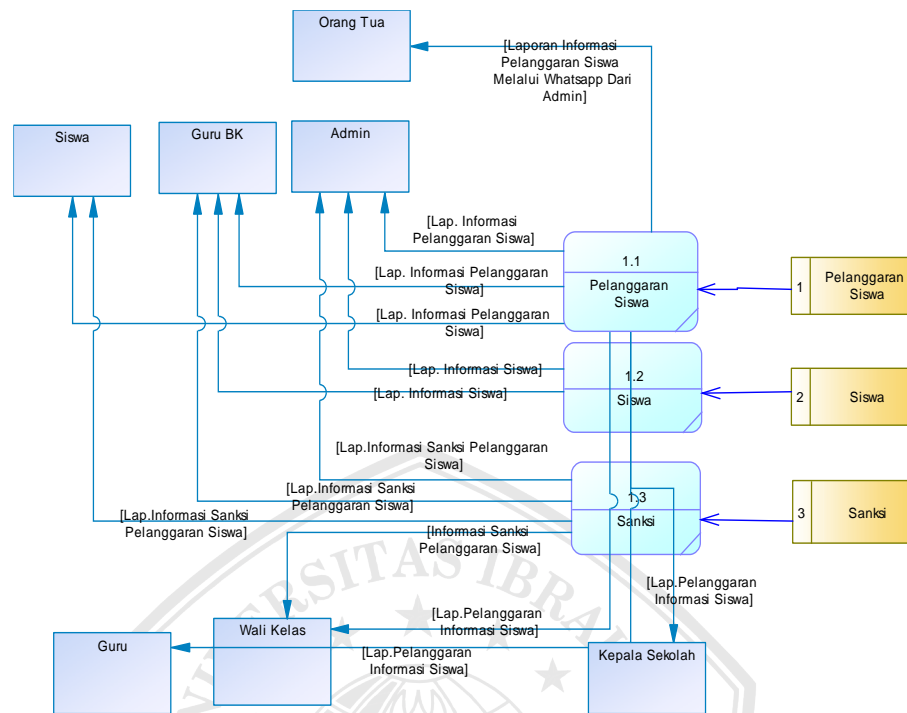 Orang Tua
[Laporan Informasi
Pelanggaran Siswa
Melalui Whatsapp Dari
Admin]
Siswa
Guru BK
Admin
[Lap. Informasi
Pelanggaran Siswa]
1.1
Pelanggaran
Siswa
1
Pelanggaran
Siswa
[Lap. Informasi Pelanggaran
Siswa]
[Lap. Informasi Pelanggaran
Siswa]
[Lap. Informasi Siswa]
[Lap. Informasi Siswa]
1.2
Siswa
2
Siswa
[Lap.Informasi Sanksi Pelanggaran
Siswa]
[Lap.Informasi Sanksi
Pelanggaran Siswa]
[Lap.Informasi Sanksi
Pelanggaran Siswa]
1.3
Sanksi
3
Sanksi
[Informasi Sanksi
Pelanggaran Siswa]
[Lap.Pelanggaran
Informasi Siswa]
[Lap.Pelanggaran
Informasi Siswa]
[Lap.Pelanggaran
Informasi Siswa]
Guru
Wali Kelas
Kepala Sekolah